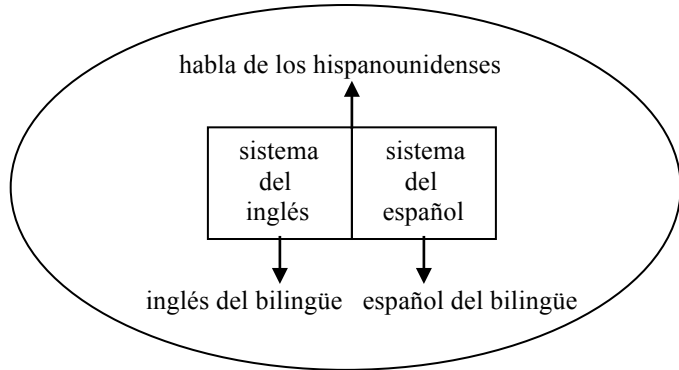 habla de los hispanounidenses
sistema
del
inglés
sistema
del
español
inglés del bilingüe
español del bilingüe